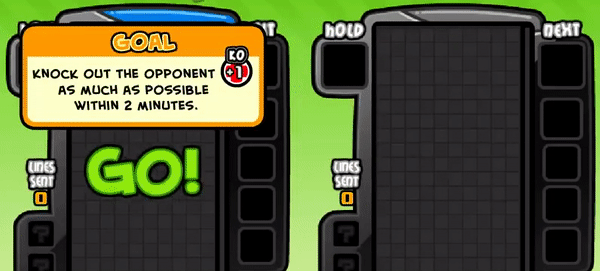 HOLD
NEXT
GOAL
KO
+1
KNOCK OUT THE OPPONENT
AS MUCH AS POSSIBLE
WITHIN 2 MINUTES.
GO!
LINES
SENT
0
LINES
SENT
0
?
?